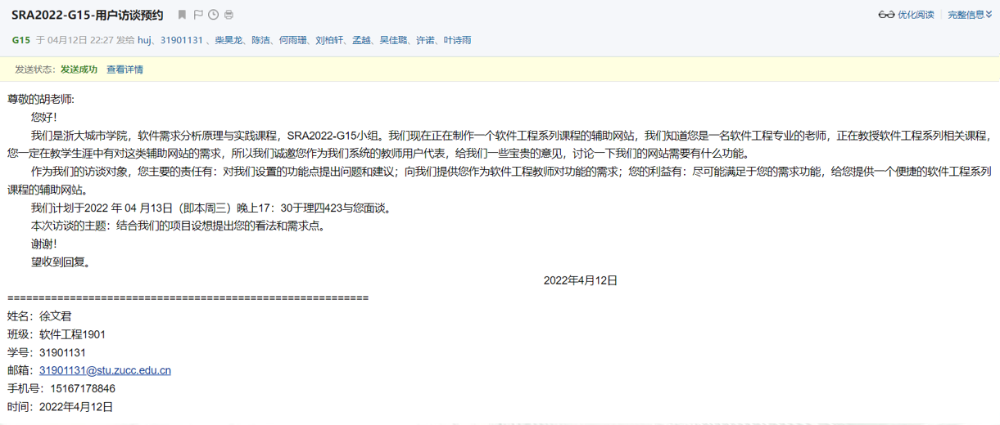 SRA2022-G15-用户访谈预约
优化阅读 | 完整信息
G15 于 04月12日 22:27 发给 huj、31901131 、柴昊龙、陈洁、何雨珊、刘柏轩、孟越、吴佳璐、许诺、叶诗雨
发送状态：发送成功 查看详情
尊敬的胡老师:
您好！
我们是浙大城市学院，软件需求分析原理与实践课程，SRA2022-G15小组。我们现在正在制作一个软件工程系列课程的辅助网站，我们知道您是一名软件工程专业的老师，正在教授软件工程系列相关课程，
您一定在教学生涯中有对这类辅助网站的需求，所以我们诚邀您作为我们系统的教师用户代表，给我们一些宝贵的意见，讨论一下我们的网站需要有什么功能。
作为我们的访谈对象，您主要的责任有：对我们设置的功能点提出问题和建议；向我们提供您作为软件工程教师对功能的需求；您的利益有：尽可能满足于您的需求功能，给您提供一个便捷的软件工程系列
课程的辅助网站。
我们计划于2022 年 04 月13日（即本周三）晚上17：30于理四423与您面谈。
本次访谈的主题：结合我们的项目设想提出您的看法和需求点。
谢谢！
望收到回复。
2022年4月12日
==========================================================
姓名：徐文君
班级：软件工程1901
学号：31901131
邮箱：31901131@stu.zucc.edu.cn
手机号：15167178846
时间：2022年4月12日